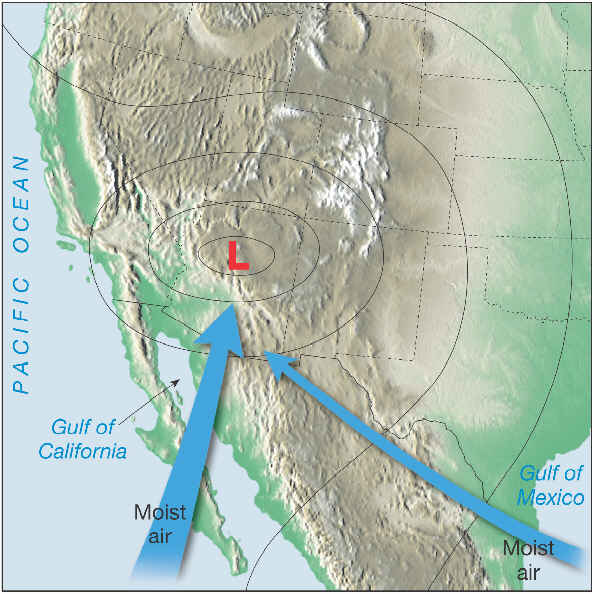 PACIFIC OCEAN
L
Gulf of
California
Gulf of
Mexico
Moist
air
Moist
air